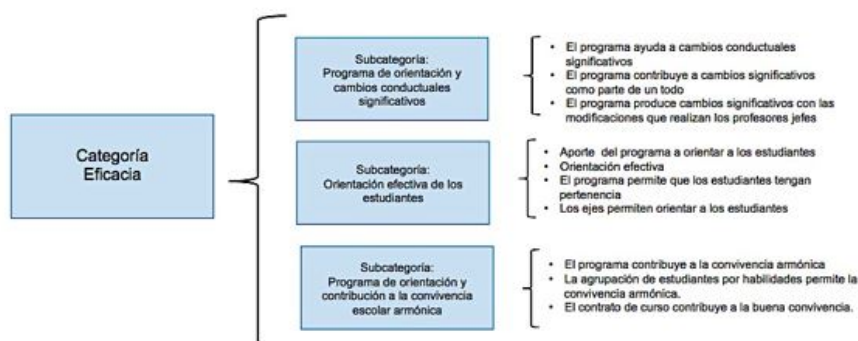 Categoría
Eficacia
Subcategoría:
Programa de orientación y
cambios conductuales
significativos
• El programa ayuda a cambios conductuales
significativos
• El programa contribuye a cambios significativos
como parte de un todo
• El programa produce cambios significativos con las
modificaciones que realizan los profesores jefes
Subcategoría:
Orientación efectiva de los
estudiantes
• Aporte del programa a orientar a los estudiantes
• Orientación efectiva
• El programa permite que los estudiantes tengan
pertenencia
• Los ejes permiten orientar a los estudiantes
Subcategoría:
Programa de orientación y
contribución a la convivencia
escolar armónica
• El programa contribuye a la convivencia armónica
• La agrupación de estudiantes por habilidades permite la
convivencia armónica.
• El contrato de curso contribuye a la buena convivencia.